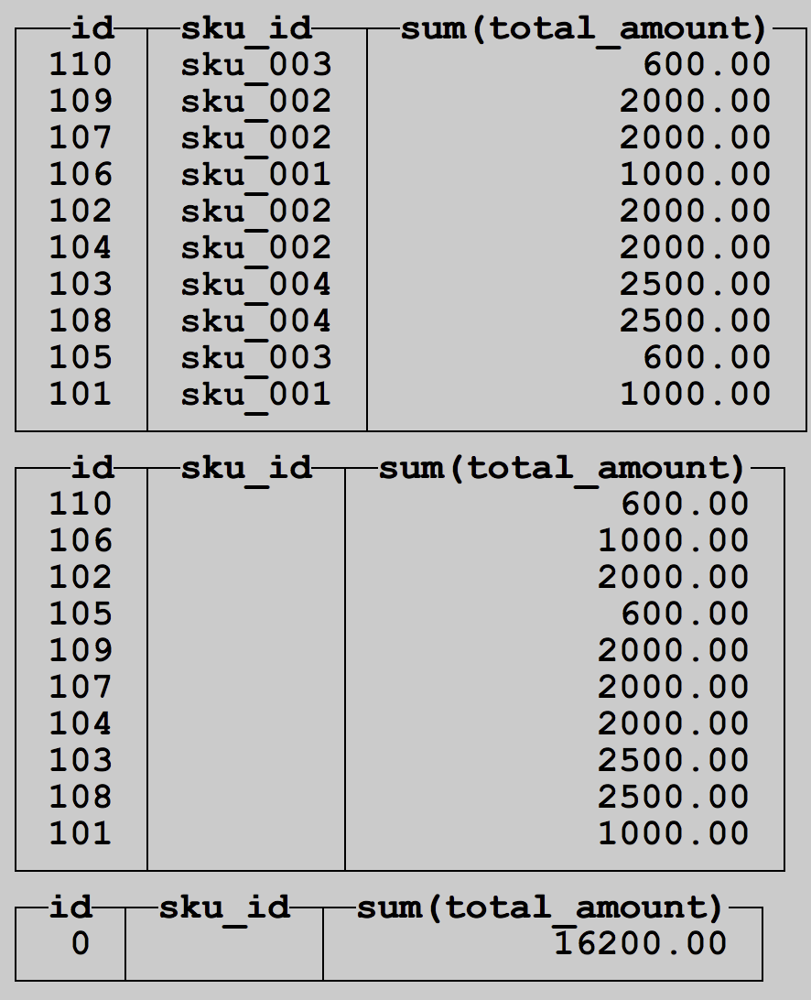 id sku_id sum(total_amount)
110 sku_003 600.00
109 sku_002 2000.00
107 sku_002 2000.00
106 sku_001 1000.00
102 sku_002 2000.00
104 sku_002 2000.00
103 sku_004 2500.00
108 sku_004 2500.00
105 sku_003 600.00
101 sku_001 1000.00
id sku_id sum(total_amount)
110 600.00
106 1000.00
102 2000.00
105 600.00
109 2000.00
107 2000.00
104 2000.00
103 2500.00
108 2500.00
101 1000.00
id sku_id sum(total_amount)
0 16200.00